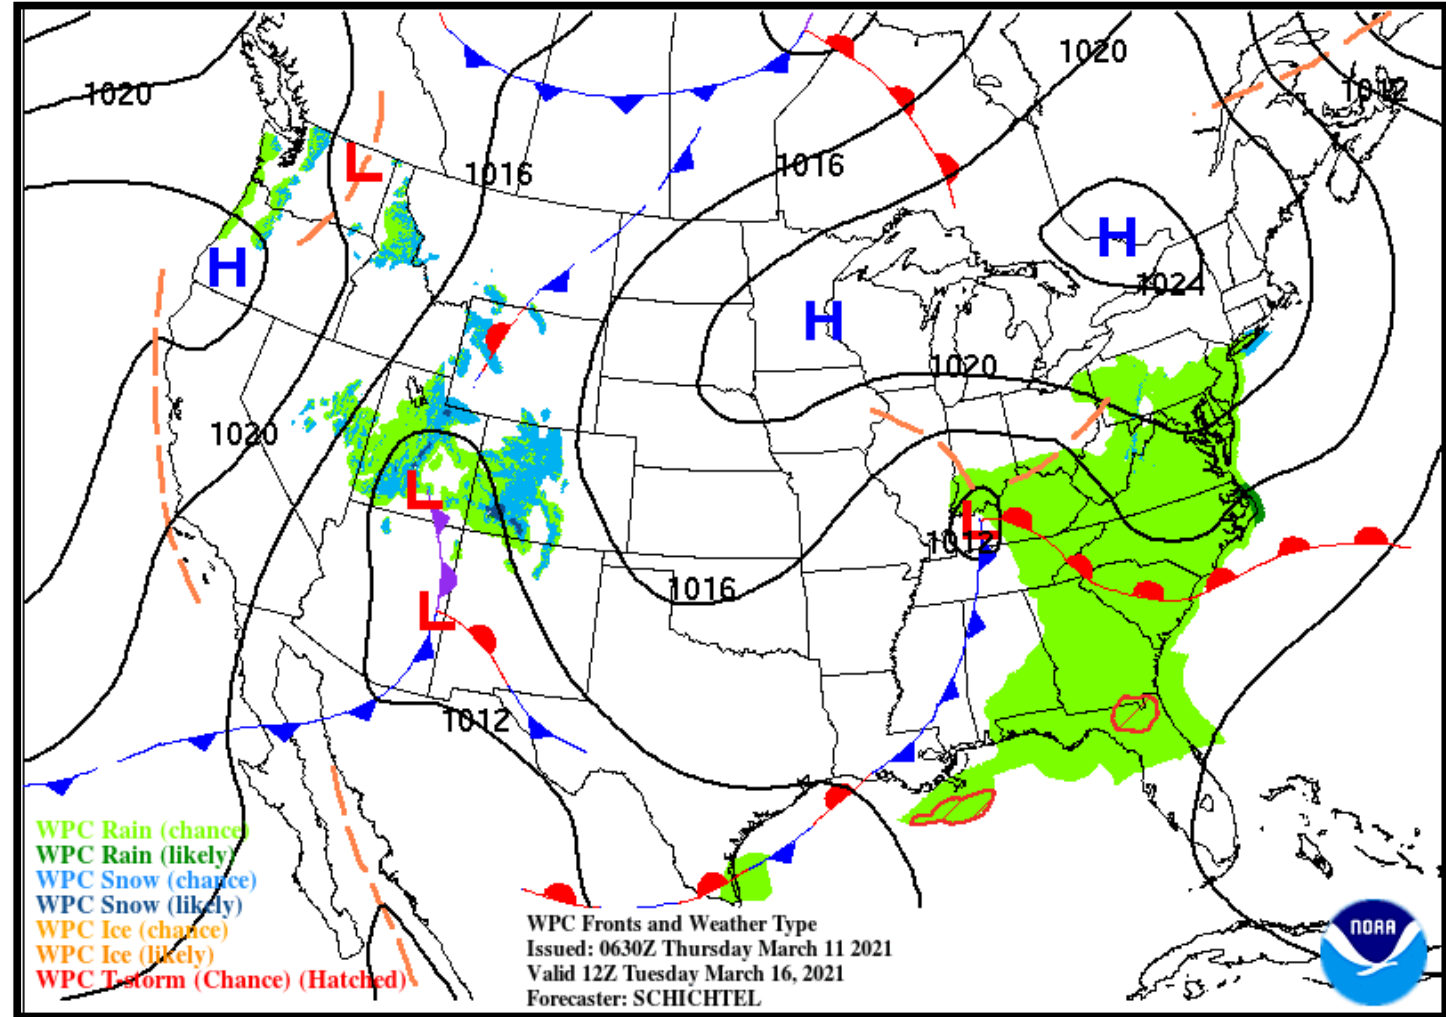 1020
1020
1012
1016
1016
H
L
H
1024
H
1020
1020
L
L
1012
1016
L
1012
WPC Rain (chance)
WPC Rain (likely)
WPC Snow (chance)
WPC Snow (likely)
WPC Ice (chance)
WPC Ice (likely)
WPC T-storm (Chance) (Hatched)
WPC Fronts and Weather Type
Issued: 0630Z Thursday March 11 2021
Valid 12Z Tuesday March 16, 2021
Forecaster: SCHICHTEL
NOAA